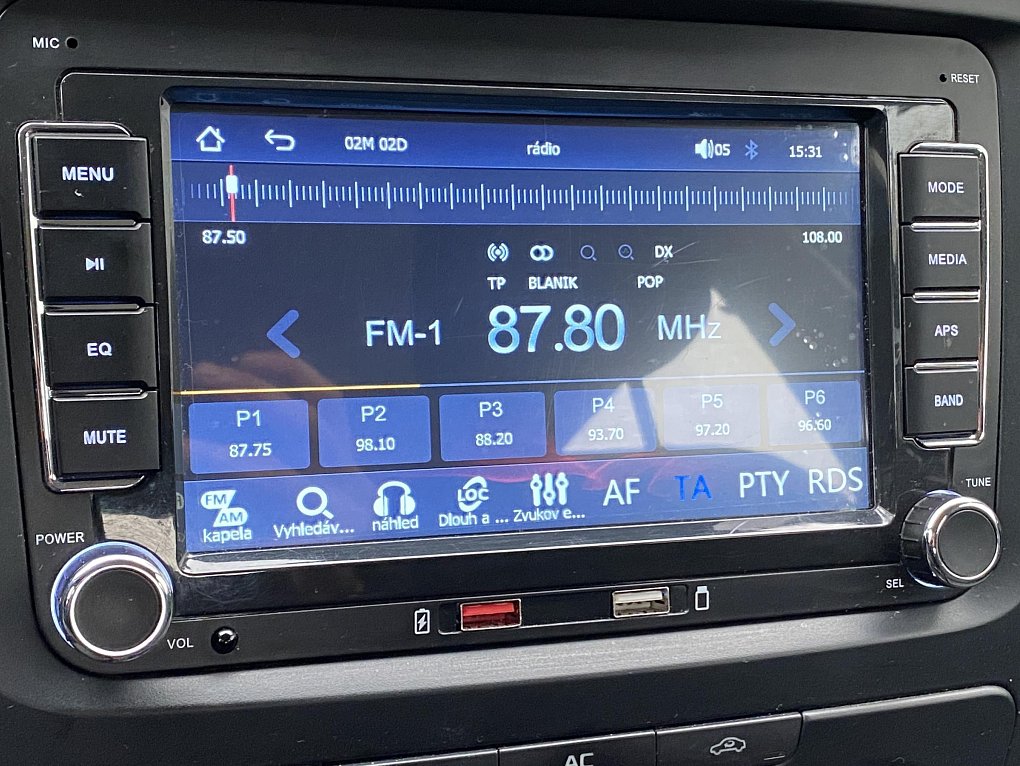 MIC
RESET
02M 02D rádio 05 15:31
MENU
MODE
87.50 108.00
DX
MEDIA
TP BLANIK POP
FM-1 87.80 MHz
EQ
APS
P1 P2 P3 P4 P5 P6
87.75 98.10 88.20 93.70 97.20 96.60
BAND
MUTE
FM AM LOC AF TA PTY RDS
kapela Vyhledáv... náhled Dlouh a ... Zvukov e...
TUNE
POWER
SEL
VOL
AC